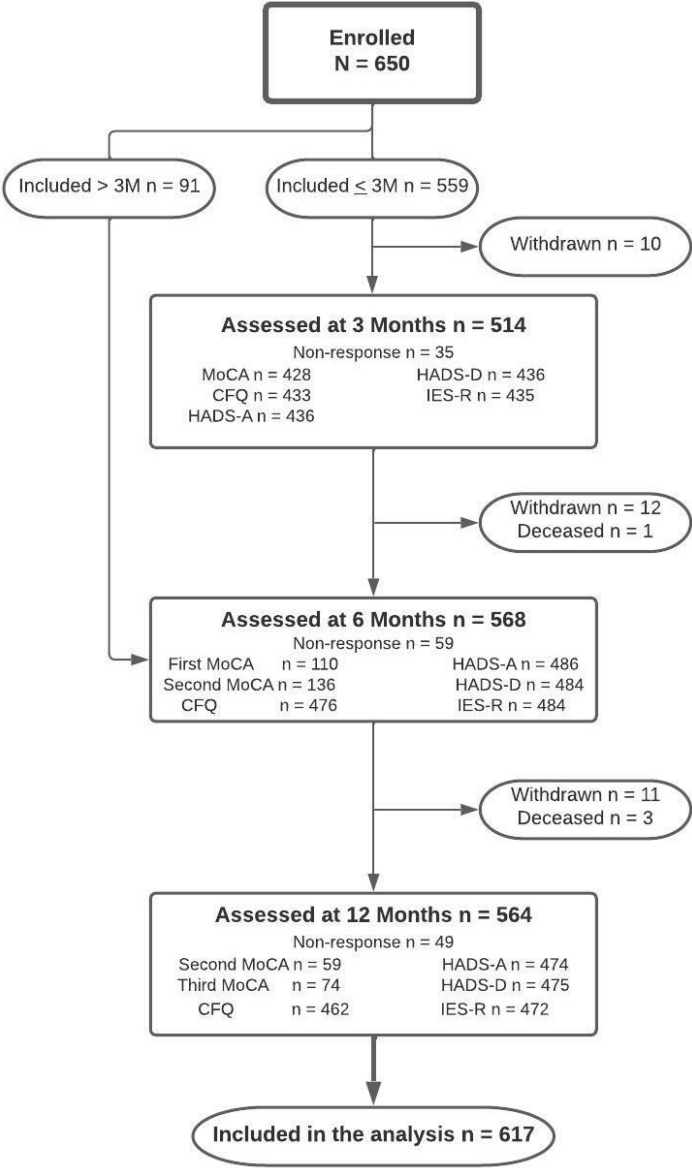 Enrolled
N = 650
Included > 3M n = 91
Included ≤ 3M n = 559
Withdrawn n = 10
Assessed at 3 Months n = 514
Non-response n = 35
MoCA n = 428 HADS-D n = 436
CFQ n = 433 IES-R n = 435
HADS-A n = 436
Withdrawn n = 12
Deceased n = 1
Assessed at 6 Months n = 568
Non-response n = 59
First MoCA n = 110 HADS-A n = 486
Second MoCA n = 136 HADS-D n = 484
CFQ n = 476 IES-R n = 484
Withdrawn n = 11
Deceased n = 3
Assessed at 12 Months n = 564
Non-response n = 49
Second MoCA n = 59 HADS-A n = 474
Third MoCA n = 74 HADS-D n = 475
CFQ n = 462 IES-R n = 472
Included in the analysis n = 617